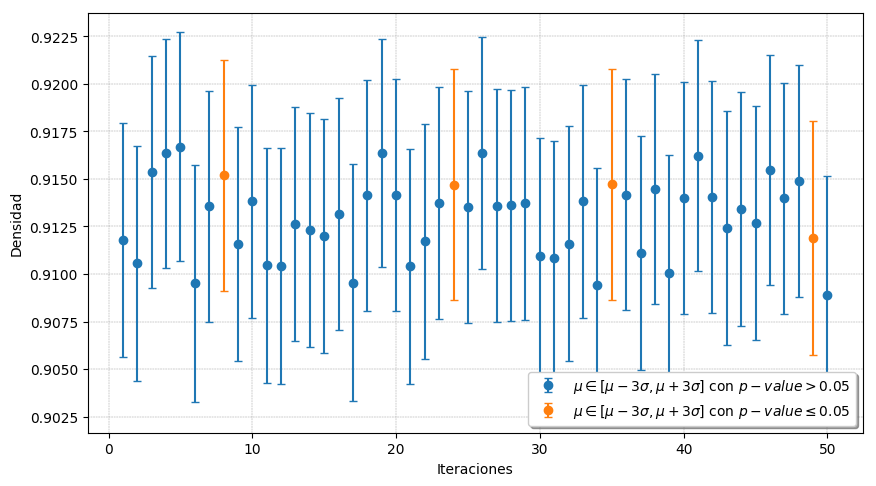 0.9225
0.9200
0.9175
0.9150
0.9125
0.9100
0.9075
0.9050
0.9025
Densidad
0 10 20 30 40 50
Iteraciones
μ ∈ [μ − 3σ, μ + 3σ] con p − value > 0.05
μ ∈ [μ − 3σ, μ + 3σ] con p − value ≤ 0.05